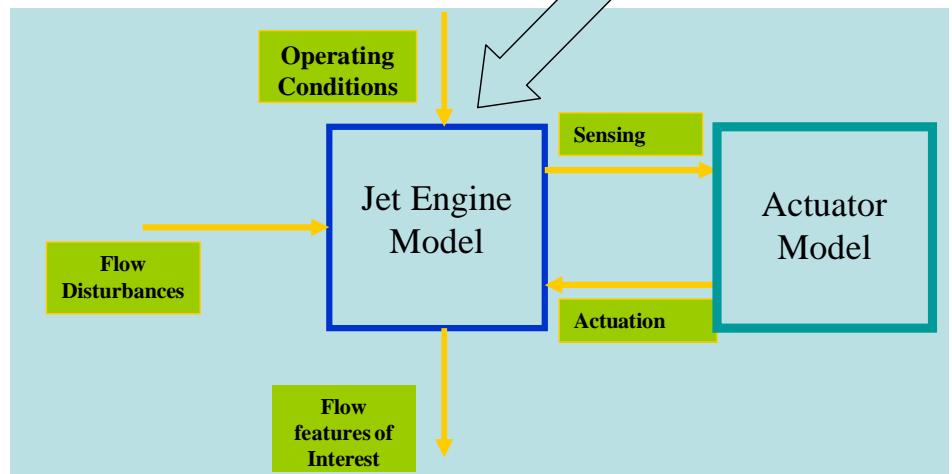 Operating
Conditions
Sensing
Jet Engine
Model
Actuator
Model
Flow
Disturbances
Actuation
Flow
features of
Interest